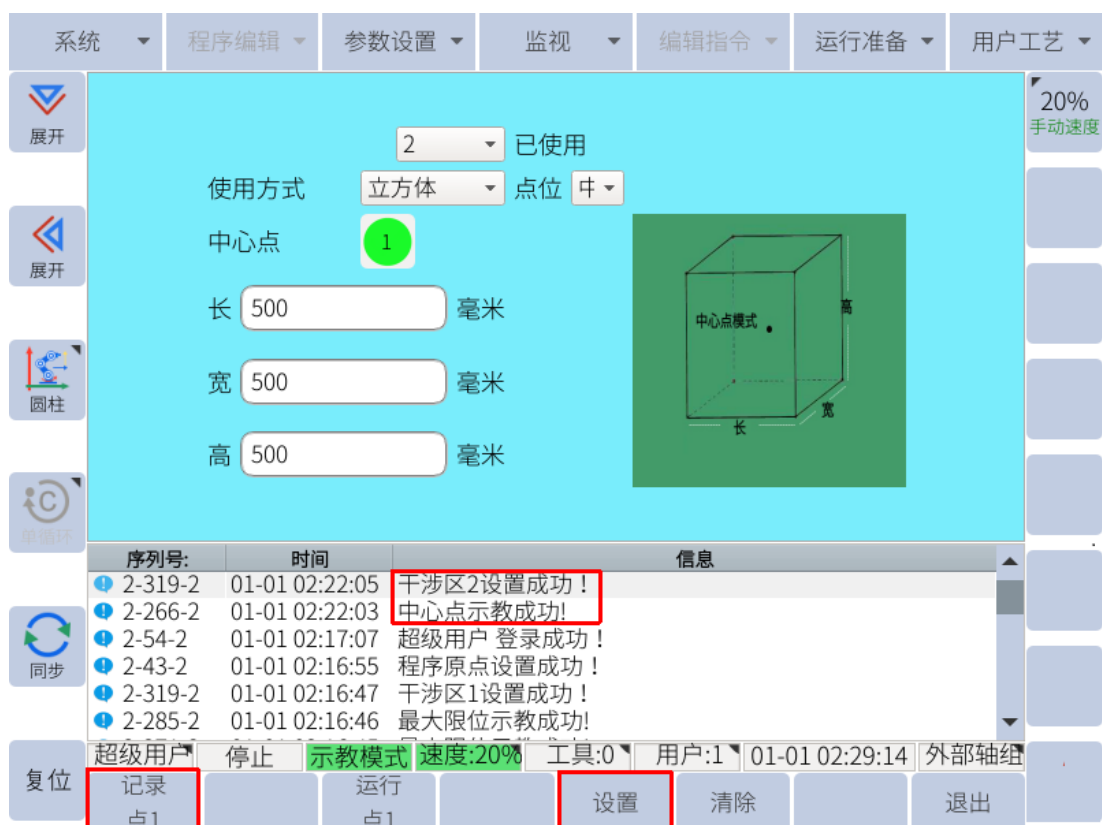 系统 程序编辑 参数设置 监视 编辑指令 运行准备 用户工艺
展开
20%
手动速度
2 已使用
使用方式 立方体 点位
中心点 1
展开
长 500 毫米
中心点模式
高
宽 500 毫米
圆柱
宽
长
高 500 毫米
单循环
序列号: 时间 信息
2-319-2 01-01 02:22:05 干涉区2设置成功！
2-266-2 01-01 02:22:03 中心点示教成功!
2-54-2 01-01 02:17:07 超级用户 登录成功！
2-43-2 01-01 02:16:55 程序原点设置成功！
2-319-2 01-01 02:16:47 干涉区1设置成功！
2-285-2 01-01 02:16:46 最大限位示教成功!
同步
超级用户 停止 示教模式 速度:20% 工具:0 用户:1 01-01 02:29:14 外部轴组
复位
记录
点1
运行
点1
设置
清除
退出